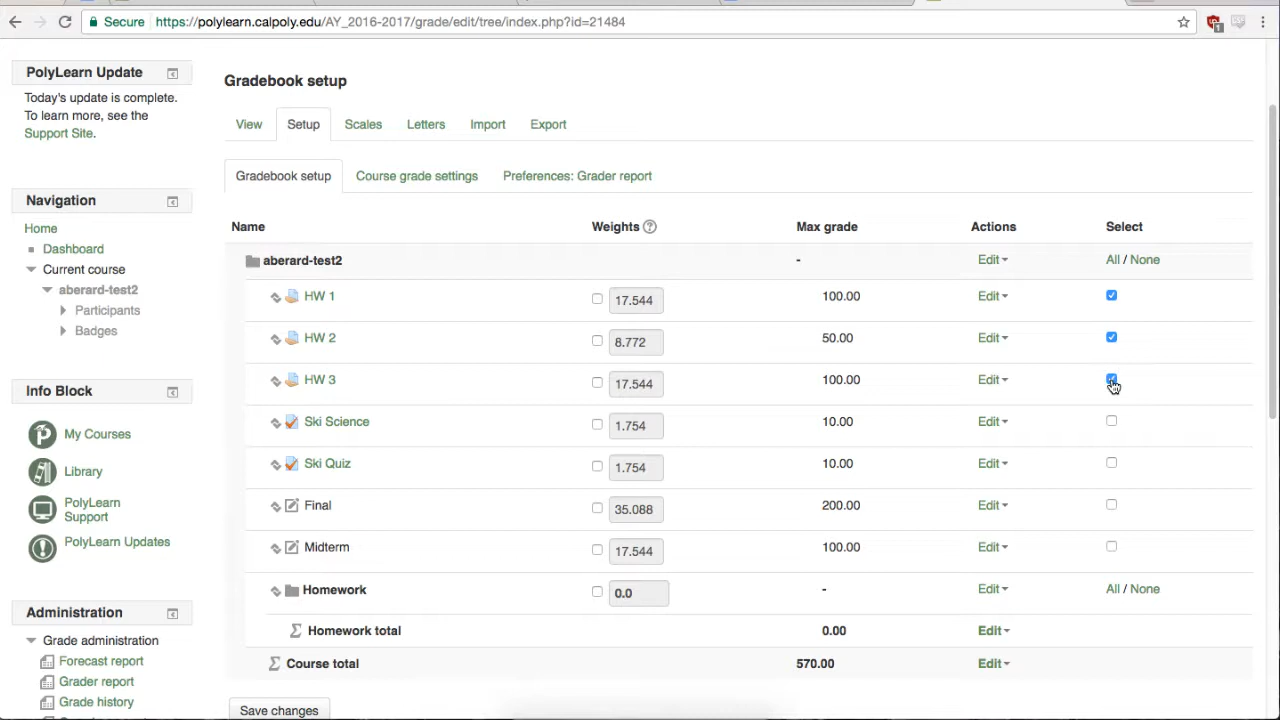 Secure https://polylearn.calpoly.edu/AY_2016-2017/grade/edit/tree/index.php?id=21484
1
PolyLearn Update
Today's update is complete.
To learn more, see the
Support Site.
Navigation
Home
Dashboard
Current course
aberard-test2
Participants
Badges
Info Block
My Courses
Library
PolyLearn
Support
PolyLearn Updates
Administration
Grade administration
Forecast report
Grader report
Grade history
Gradebook setup
View Setup Scales Letters Import Export
Gradebook setup Course grade settings Preferences: Grader report
Name Weights ? Max grade Actions Select
aberard-test2 - Edit All / None
HW 1 17.544 100.00 Edit
HW 2 8.772 50.00 Edit
HW 3 17.544 100.00 Edit
Ski Science 1.754 10.00 Edit
Ski Quiz 1.754 10.00 Edit
Final 35.088 200.00 Edit
Midterm 17.544 100.00 Edit
Homework 0.0 - Edit All / None
Σ Homework total 0.00 Edit
Σ Course total 570.00 Edit
Save changes